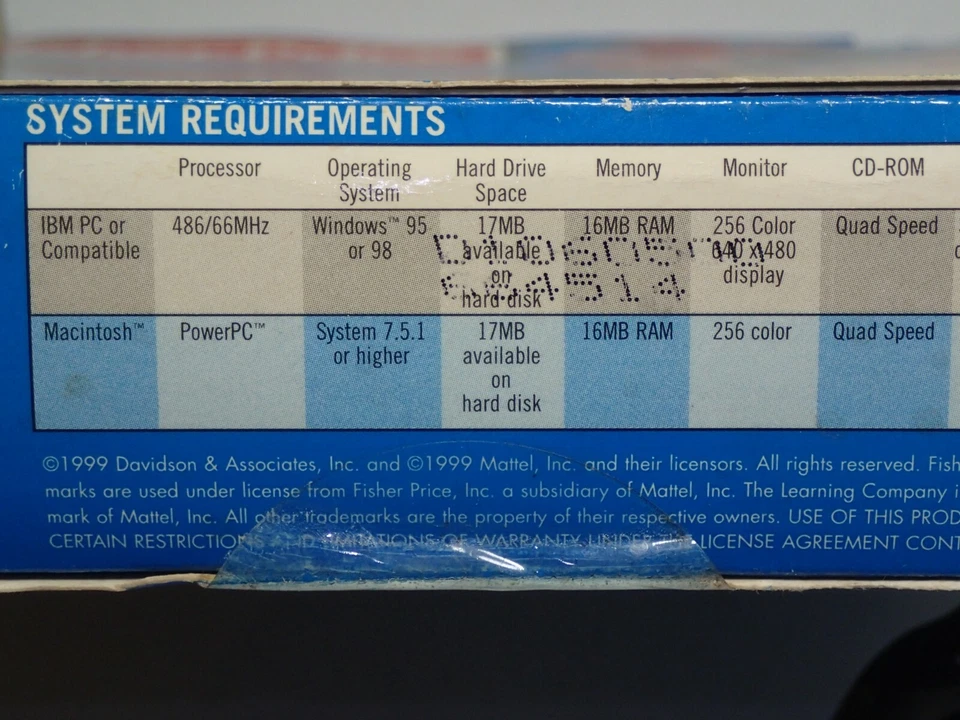 SYSTEM REQUIREMENTS
Processor Operating System Hard Drive Space Memory Monitor CD-ROM
IBM PC or Compatible 486/66MHz Windows™ 95 or 98 17MB available on hard disk 16MB RAM 256 Color 640 x 480 display Quad Speed
Macintosh™ PowerPC™ System 7.5.1 or higher 17MB available on hard disk 16MB RAM 256 color Quad Speed
©1999 Davidson & Associates, Inc. and ©1999 Mattel, Inc. and their licensors. All rights reserved. Fish
marks are used under license from Fisher Price, Inc. a subsidiary of Mattel, Inc. The Learning Company i
mark of Mattel, Inc. All other trademarks are the property of their respective owners. USE OF THIS PROD
CERTAIN RESTRICTIONS AND LIMITATIONS OF WARRANTY UNDER THE LICENSE AGREEMENT CONT